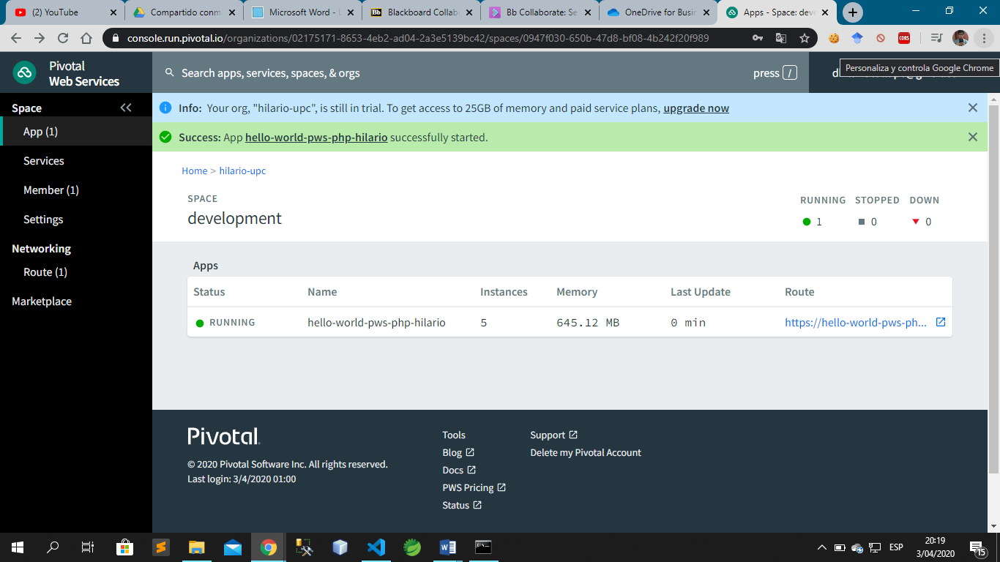 (2) YouTube
Compartido conm
Microsoft Word - L
Blackboard Collab
Bb Collaborate: Se
OneDrive for Busin
Apps - Space: deve
console.run.pivotal.io/organizations/02175171-8653-4eb2-ad04-2a3e5139bc42/spaces/0947f030-650b-47d8-bf08-4b242f20f989
CORS
Personaliza y controla Google Chrome
Pivotal
Web Services
Search apps, services, spaces, & orgs
press /
Space
App (1)
Services
Member (1)
Settings
Networking
Route (1)
Marketplace
Info: Your org, "hilario-upc", is still in trial. To get access to 25GB of memory and paid service plans, upgrade now
Success: App hello-world-pws-php-hilario successfully started.
Home > hilario-upc
SPACE
development
RUNNING STOPPED DOWN
1 0 0
Apps
Status Name Instances Memory Last Update Route
RUNNING hello-world-pws-php-hilario 5 645.12 MB 0 min https://hello-world-pws-ph...
Pivotal
© 2020 Pivotal Software Inc. All rights reserved.
Last login: 3/4/2020 01:00
Tools
Blog
Docs
PWS Pricing
Status
Support
Delete my Pivotal Account
ESP
20:19
3/04/2020
15